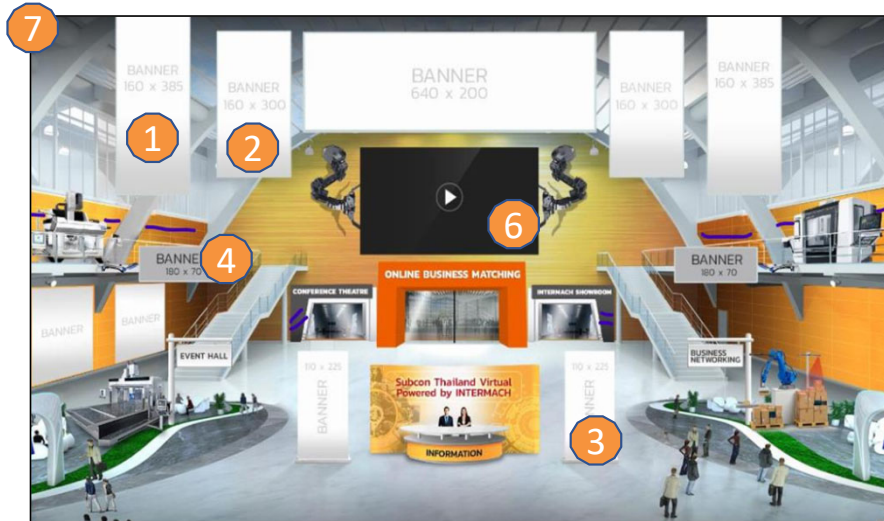 7
BANNER
160 x 385
1
BANNER
160 x 300
2
BANNER
640 x 200
BANNER
160 x 300
BANNER
160 x 385
6
BANNER
180 x 70
4
BANNER
180 x 70
ONLINE BUSINESS MATCHING
CONFERENCE THEATRE
INTERMACH SHOWROOM
BANNER
BANNER
EVENT HALL
BUSINESS
NETWORKING
110 x 225
BANNER
Subcon Thailand Virtual
Powered by INTERMACH
INFORMATION
110 x 225
BANNER
3